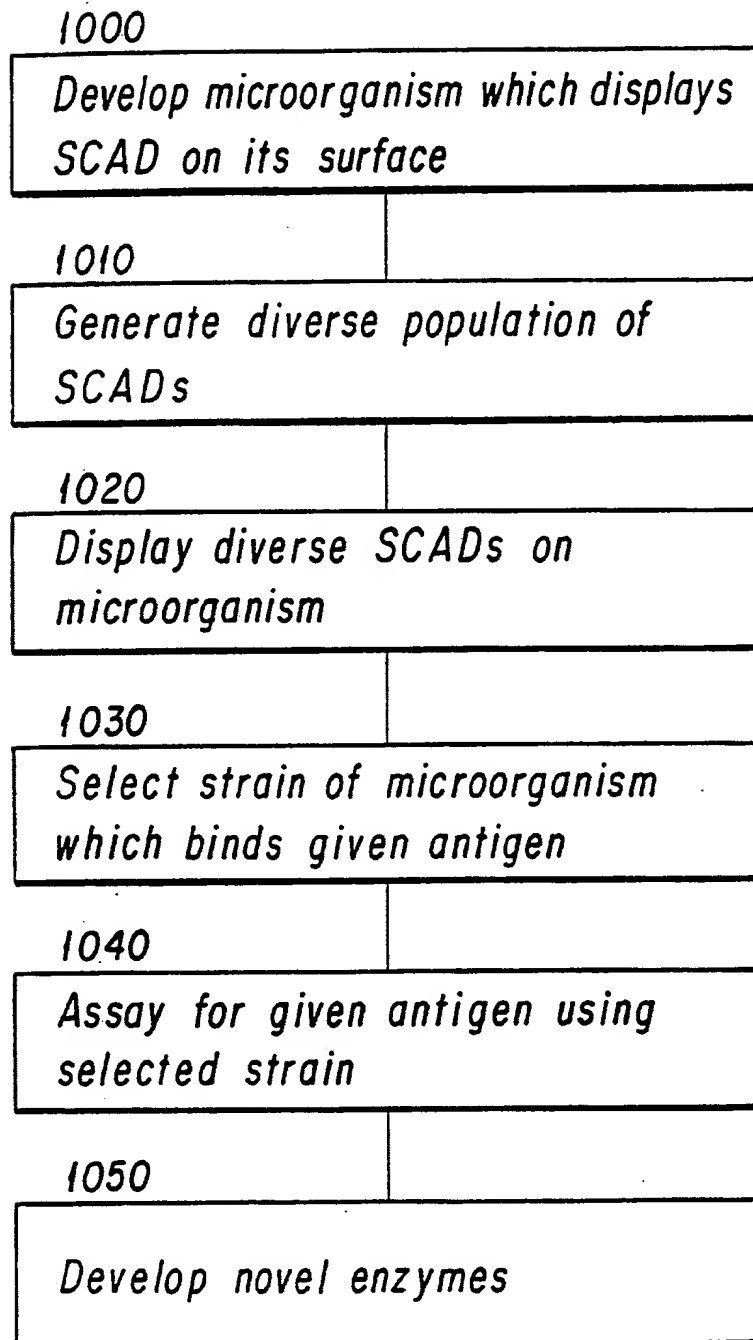 1000
Develop microorganism which displays
SCAD on its surface
1010
Generate diverse population of
SCADs
1020
Display diverse SCADs on
microorganism
1030
Select strain of microorganism
which binds given antigen
1040
Assay for given antigen using
selected strain
1050
Develop novel enzymes